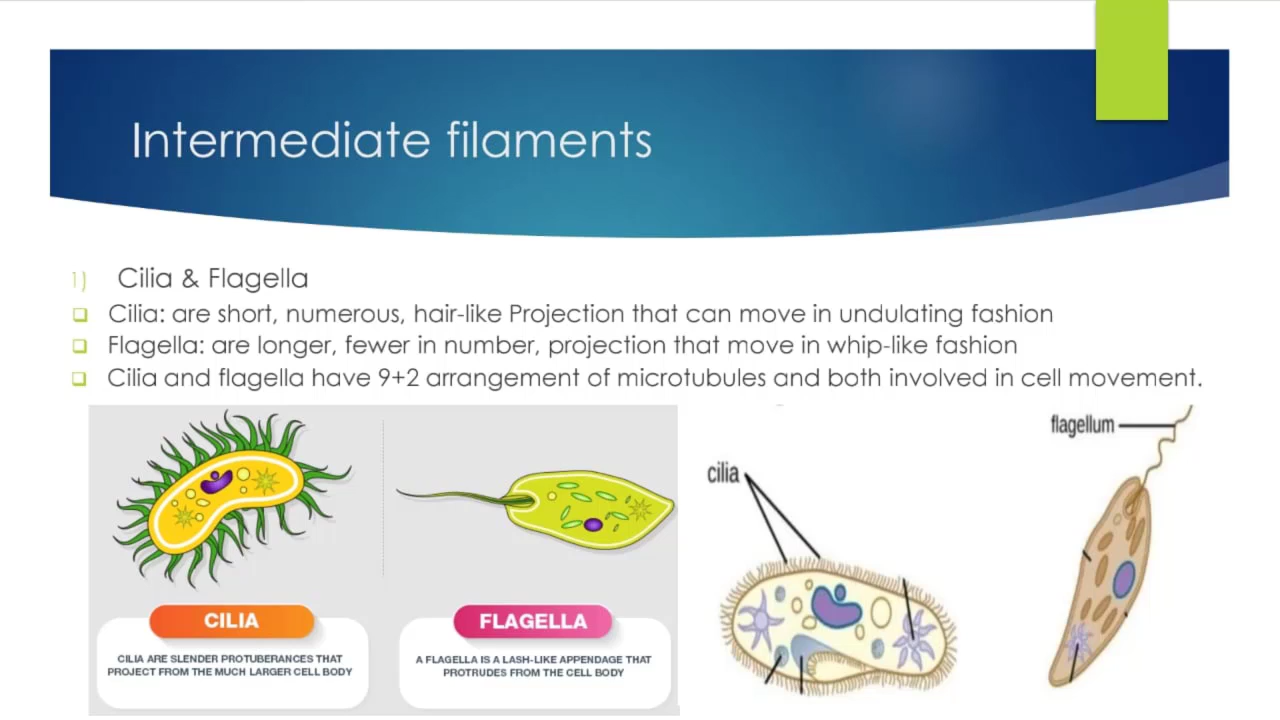 Intermediate filaments
1) Cilia & Flagella
Cilia: are short, numerous, hair-like Projection that can move in undulating fashion
Flagella: are longer, fewer in number, projection that move in whip-like fashion
Cilia and flagella have 9+2 arrangement of microtubules and both involved in cell movement.
CILIA
CILIA ARE SLENDER PROTUBERANCES THAT
PROJECT FROM THE MUCH LARGER CELL BODY
FLAGELLA
A FLAGELLA IS A LASH-LIKE APPENDAGE THAT
PROTRUDES FROM THE CELL BODY
cilia
flagellum